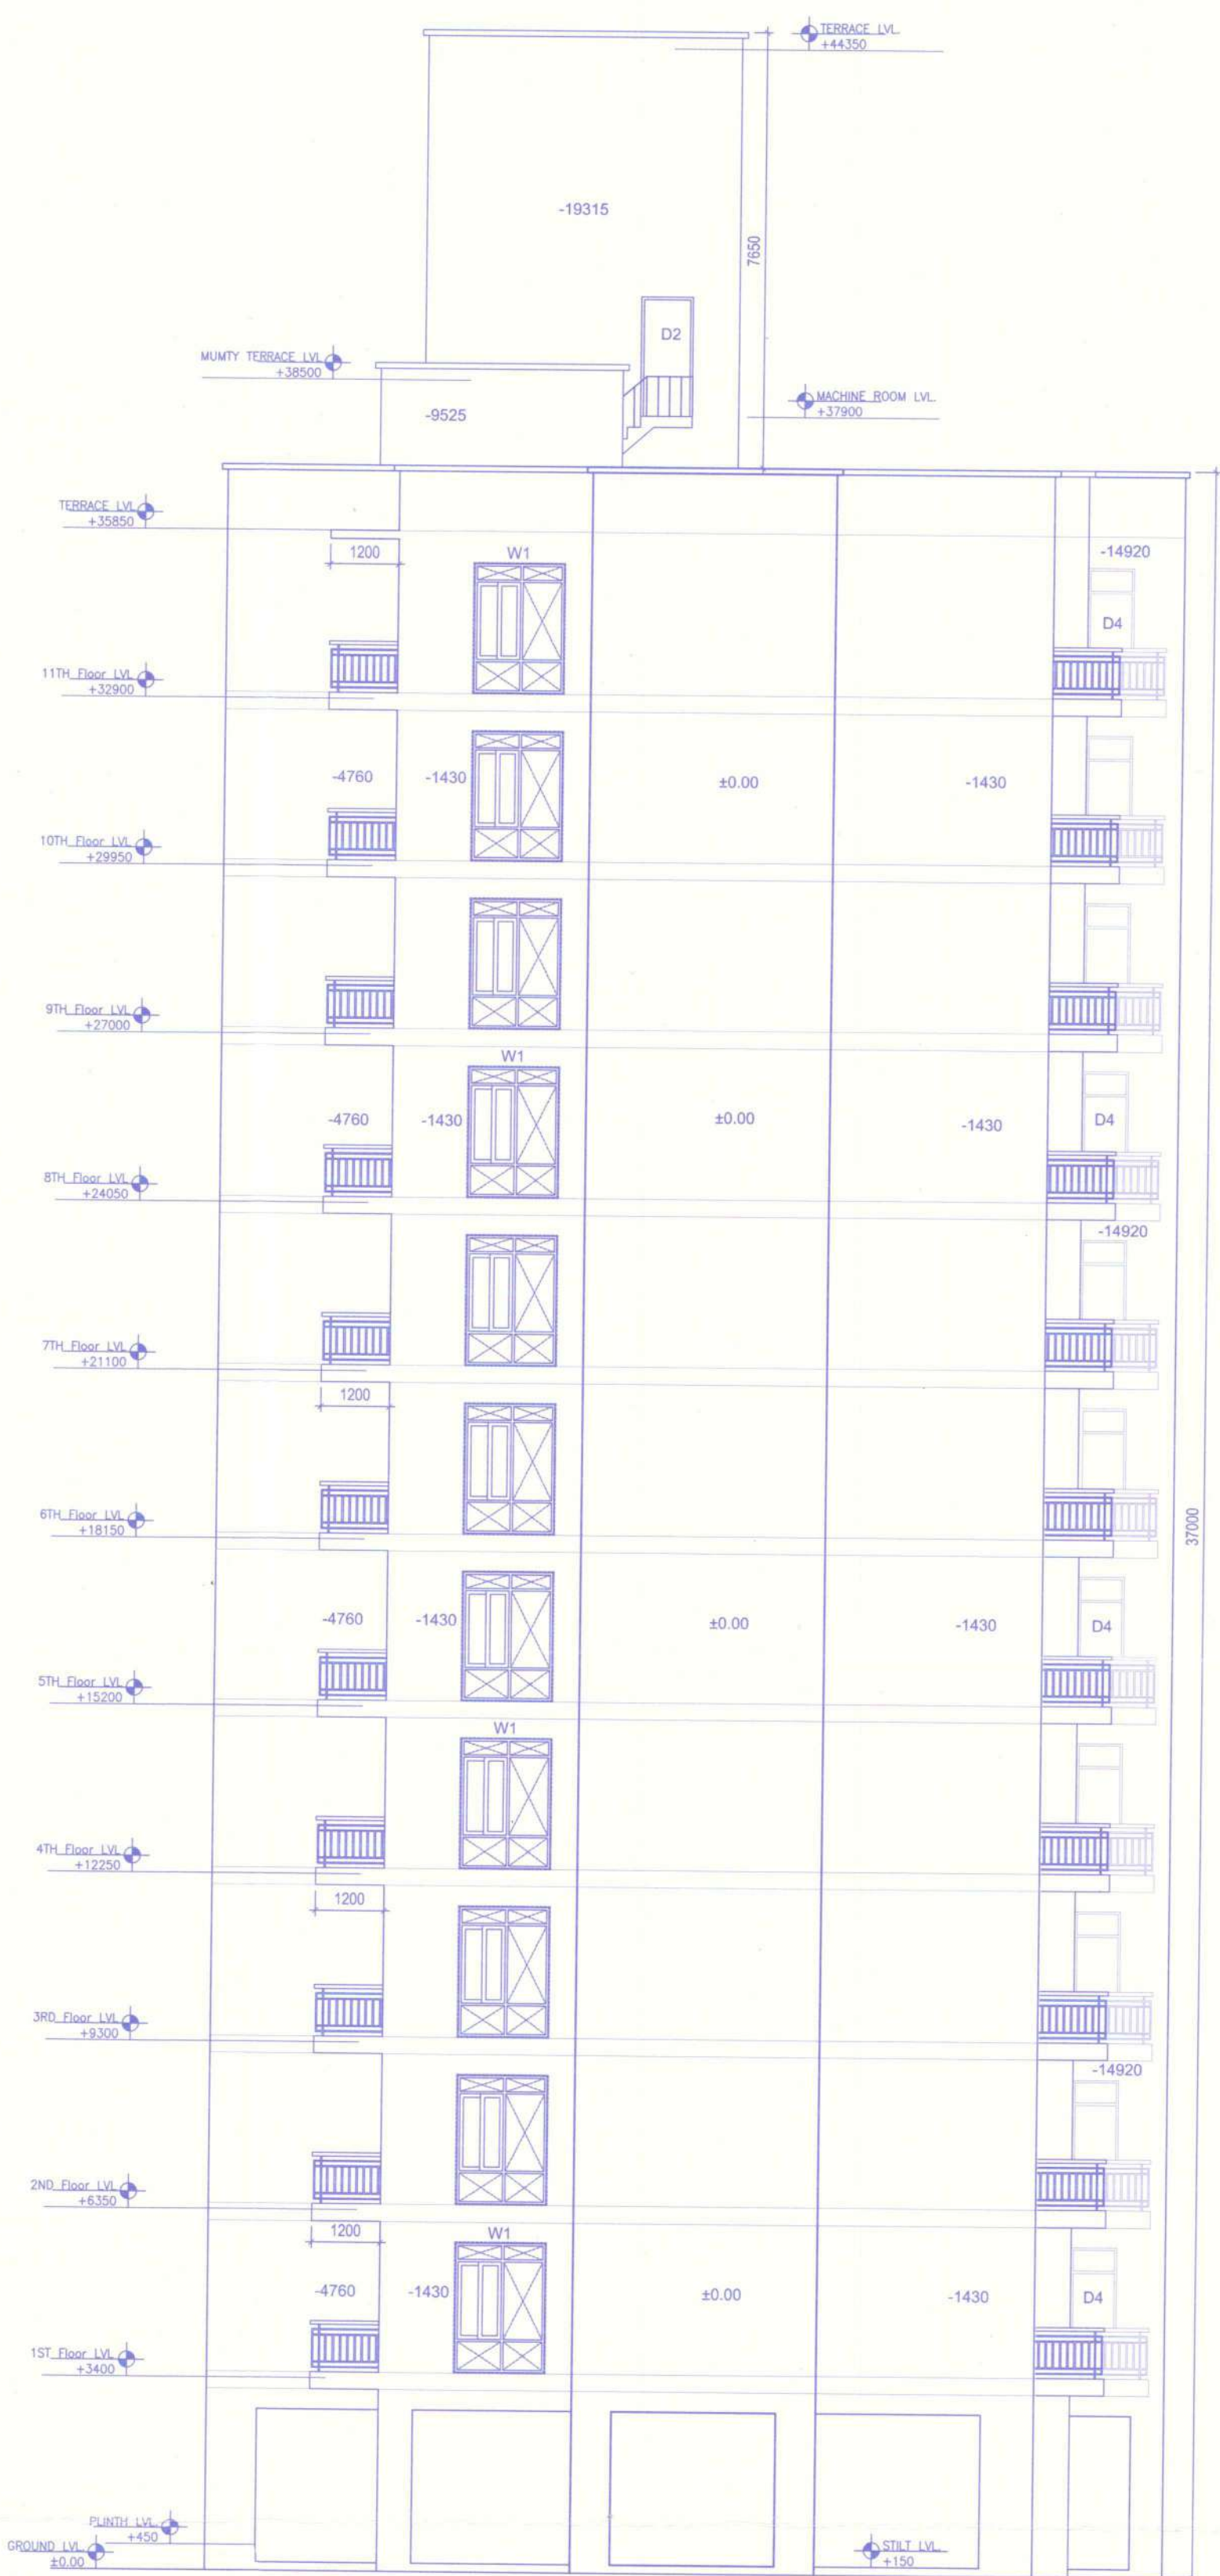 TERRACE LVL.
+44350
-19315
7650
D2
MUMTY TERRACE LVL.
+38500
MACHINE ROOM LVL.
+37900
-9525
TERRACE LVL.
+35850
1200
W1
-14920
D4
11TH Floor LVL.
+32900
-4760
-1430
±0.00
-1430
10TH Floor LVL.
+29950
9TH Floor LVL.
+27000
W1
-4760
-1430
±0.00
-1430
D4
8TH Floor LVL.
+24050
-14920
7TH Floor LVL.
+21100
1200
6TH Floor LVL.
+18150
37000
-4760
-1430
±0.00
-1430
D4
5TH Floor LVL.
+15200
W1
4TH Floor LVL.
+12250
1200
3RD Floor LVL.
+9300
-14920
2ND Floor LVL.
+6350
1200
W1
-4760
-1430
±0.00
-1430
D4
1ST Floor LVL.
+3400
PLINTH LVL.
+450
GROUND LVL.
±0.00
STILT LVL.
+150